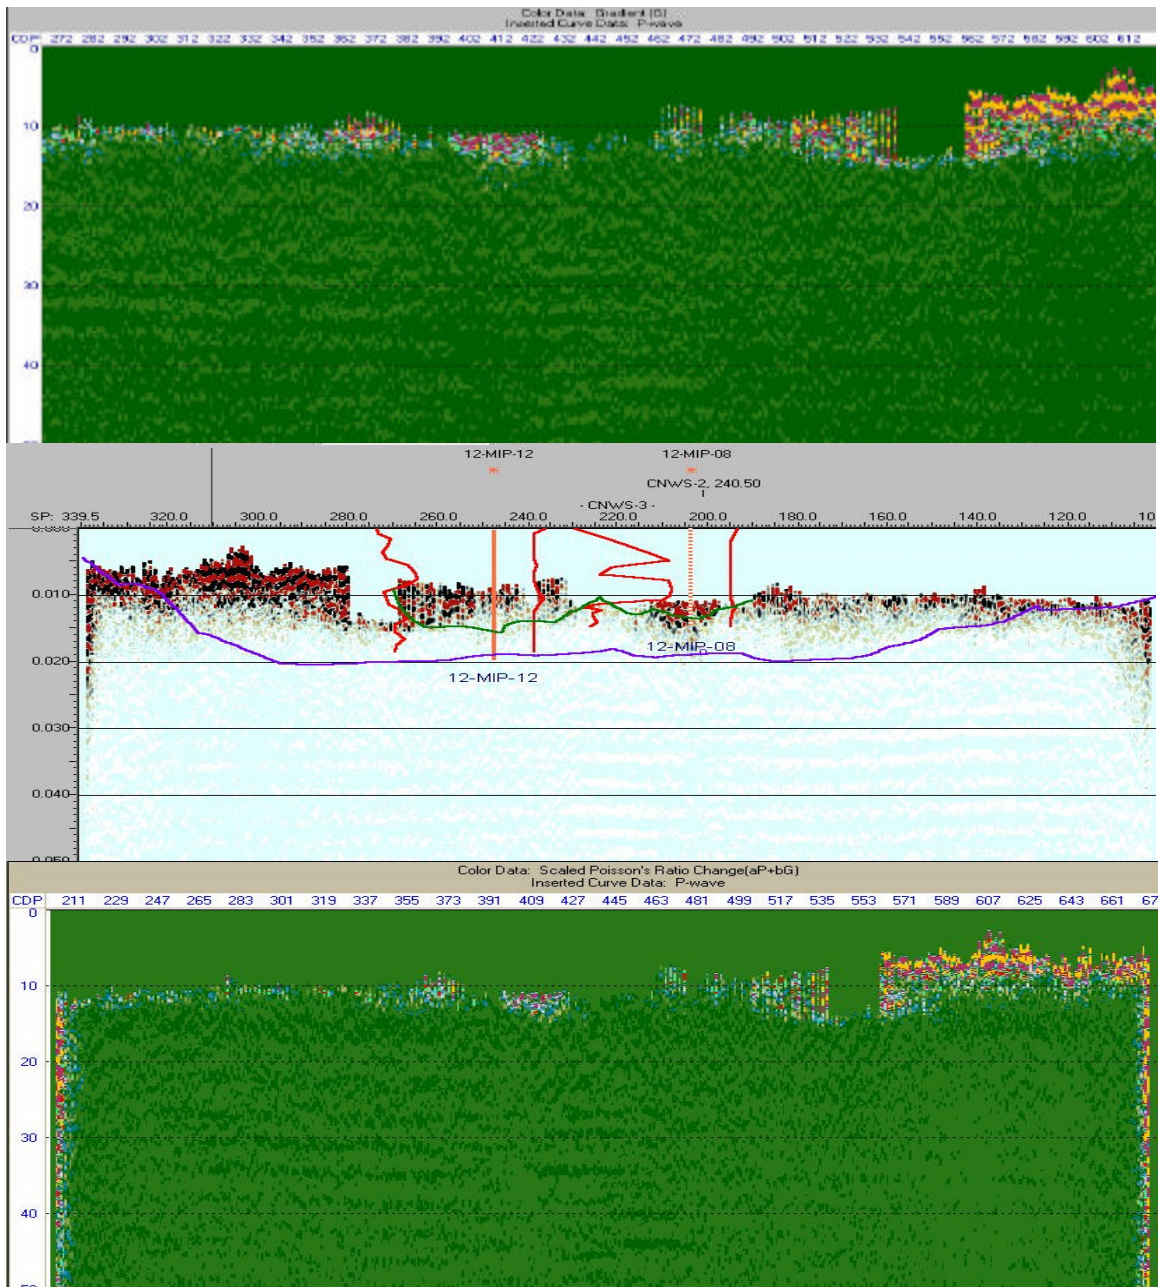 Color Data: Gradient (G)
Inserted Curve Data: P-wave
CDP 272 282 292 302 312 322 332 342 352 362 372 382 392 402 412 422 432 442 452 462 472 482 492 502 512 522 532 542 552 562 572 582 592 602 612
0
10
20
30
40
12-MIP-12 12-MIP-08
CNWS-2, 240.50
- CNWS-3 -
SP: 339.5 320.0 300.0 280.0 260.0 240.0 220.0 200.0 180.0 160.0 140.0 120.0 10
0.000
0.010
12-MIP-08
0.020
12-MIP-12
0.030
0.040
0.050
Color Data: Scaled Poisson's Ratio Change(aP+bG)
Inserted Curve Data: P-wave
CDP 211 229 247 265 283 301 319 337 355 373 391 409 427 445 463 481 499 517 535 553 571 589 607 625 643 661 67
0
10
20
30
40
50